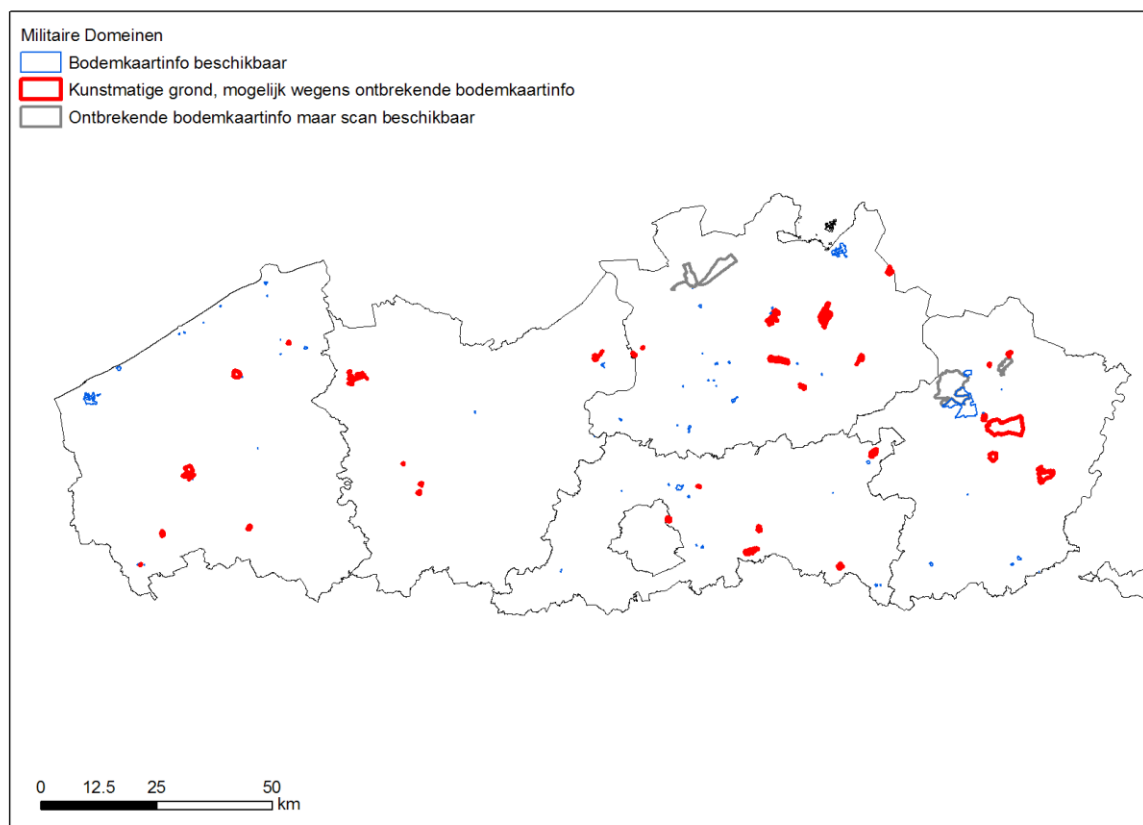 Militaire Domeinen
Bodemkaartinfo beschikbaar
Kunstmatige grond, mogelijk wegens ontbrekende bodemkaartinfo
Ontbrekende bodemkaartinfo maar scan beschikbaar
0 12.5 25 50
km